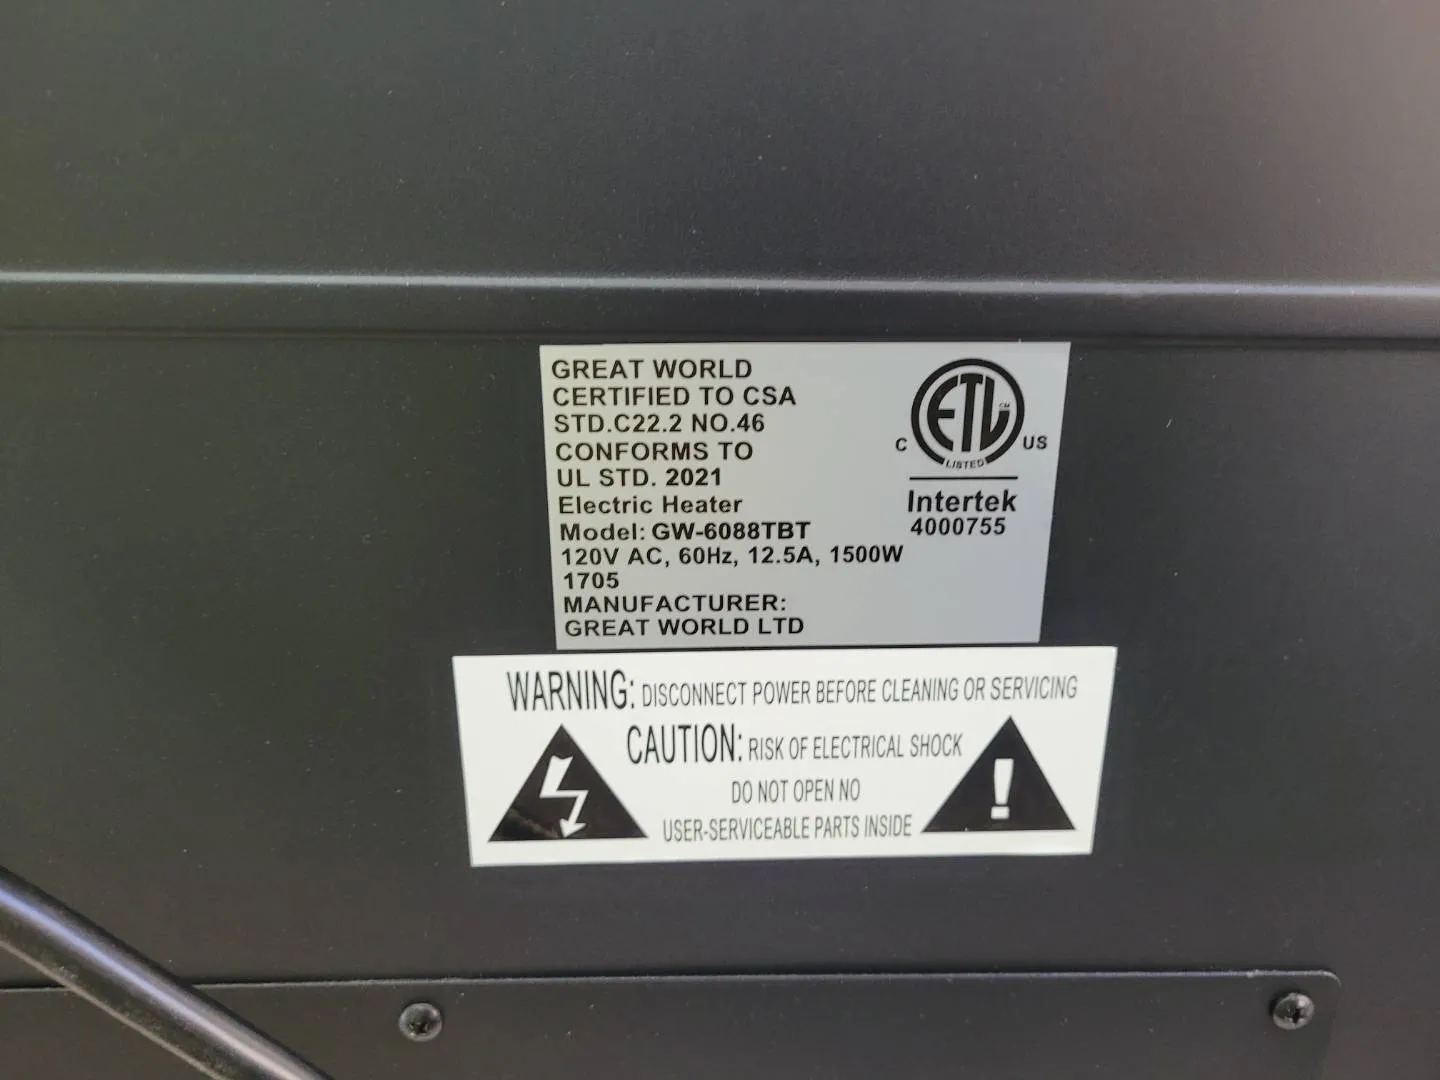 GREAT WORLD
CERTIFIED TO CSA
STD.C22.2 NO.46
CONFORMS TO
UL STD. 2021
Electric Heater
Model: GW-6088TBT
120V AC, 60Hz, 12.5A, 1500W
1705
MANUFACTURER:
GREAT WORLD LTD
ETL CM
C US
LISTED
Intertek
4000755
WARNING: DISCONNECT POWER BEFORE CLEANING OR SERVICING
CAUTION: RISK OF ELECTRICAL SHOCK
DO NOT OPEN NO
USER-SERVICEABLE PARTS INSIDE